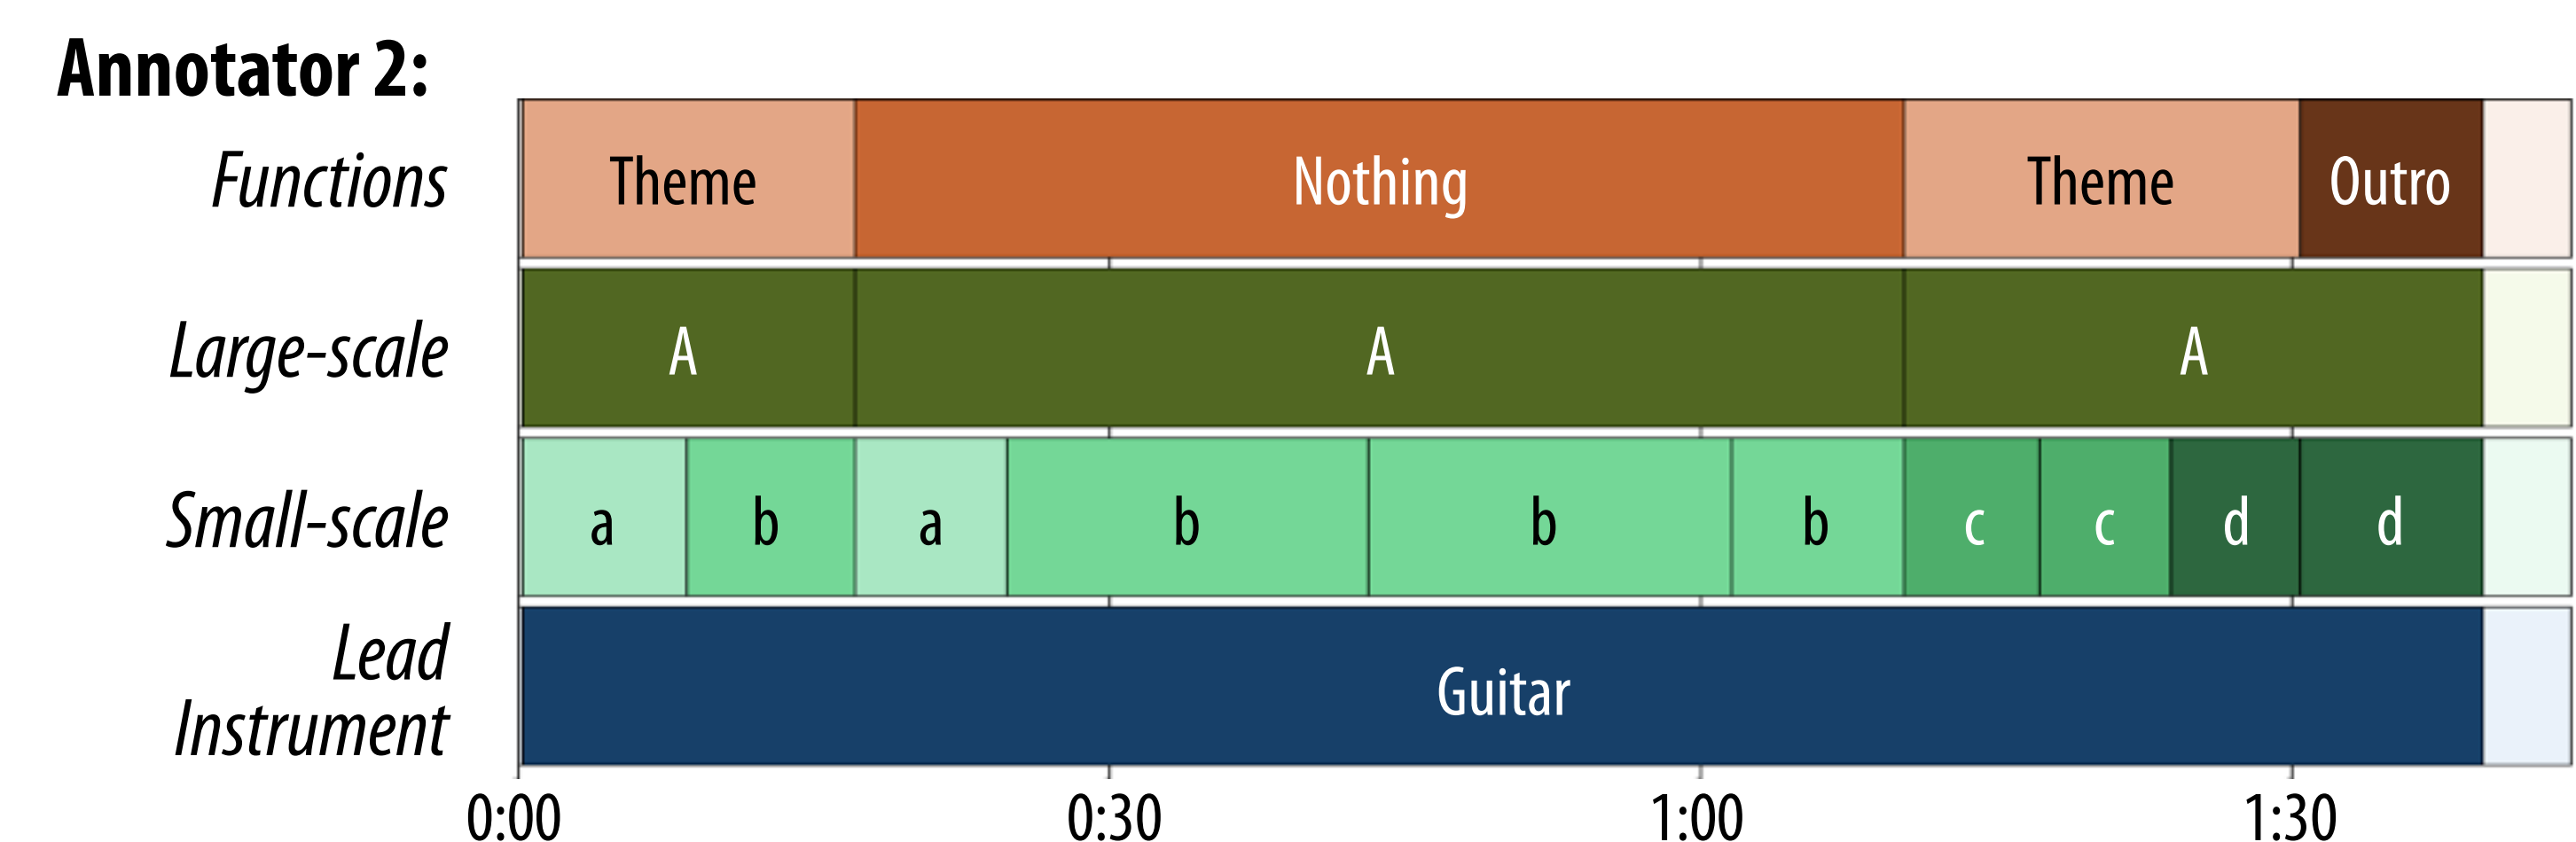 Annotator 2:
Functions Theme Nothing Theme Outro
Large-scale A A A
Small-scale a b a b b b c c d d
Lead
Instrument Guitar
0:00 0:30 1:00 1:30